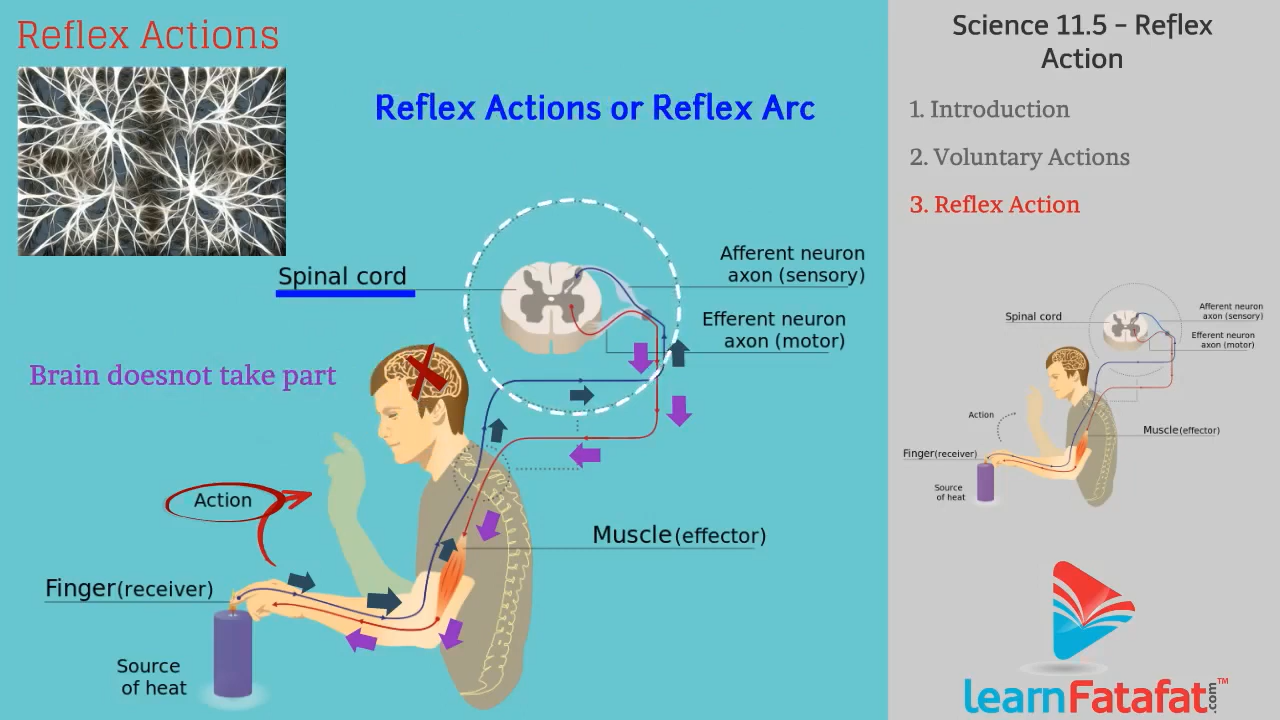 Reflex Actions
Reflex Actions or Reflex Arc
Spinal cord
Afferent neuron
axon (sensory)
Efferent neuron
axon (motor)
Brain doesnot take part
Action
Muscle(effector)
Finger(receiver)
Source
of heat
Science 11.5 – Reflex
Action
1. Introduction
2. Voluntary Actions
3. Reflex Action
Spinal cord
Afferent neuron
axon (sensory)
Efferent neuron
axon (motor)
Action
Muscle(effector)
Finger(receiver)
Source
of heat
learnFatafat.com™